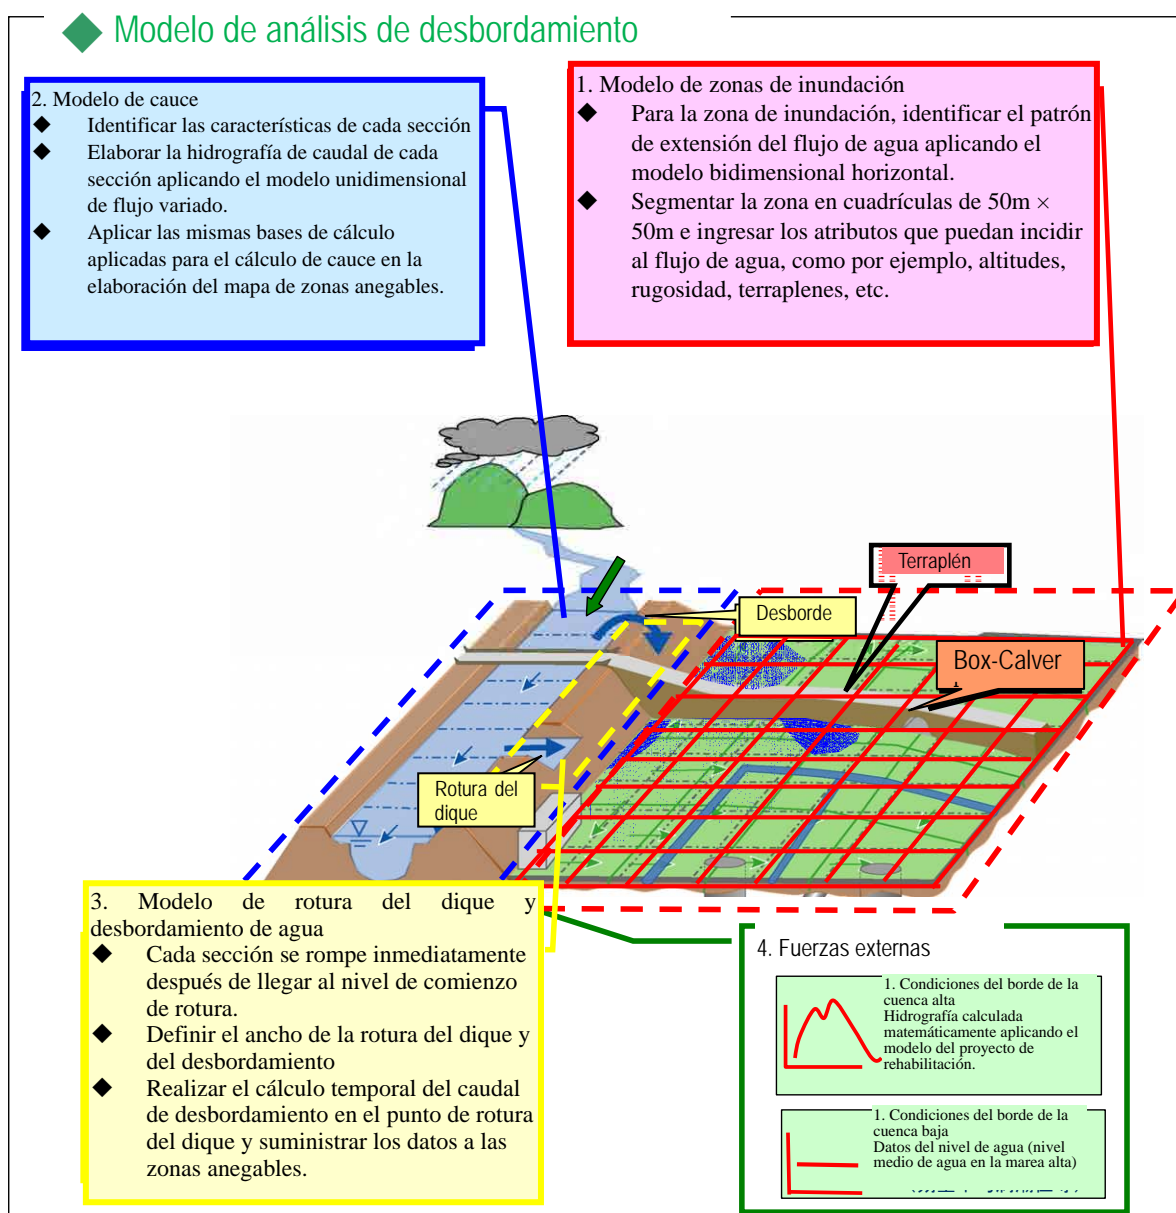 Modelo de análisis de desbordamiento
2. Modelo de cauce
◆ Identificar las características de cada sección
◆ Elaborar la hidrografía de caudal de cada
sección aplicando el modelo unidimensional
de flujo variado.
◆ Aplicar las mismas bases de cálculo
aplicadas para el cálculo de cauce en la
elaboración del mapa de zonas anegables.
1. Modelo de zonas de inundación
◆ Para la zona de inundación, identificar el patrón
de extensión del flujo de agua aplicando el
modelo bidimensional horizontal.
◆ Segmentar la zona en cuadrículas de 50m ×
50m e ingresar los atributos que puedan incidir
al flujo de agua, como por ejemplo, altitudes,
rugosidad, terraplenes, etc.
Terraplén
Desborde
Box-Calver
Rotura del
dique
3. Modelo de rotura del dique y
desbordamiento de agua
◆ Cada sección se rompe inmediatamente
después de llegar al nivel de comienzo
de rotura.
◆ Definir el ancho de la rotura del dique y
del desbordamiento
◆ Realizar el cálculo temporal del caudal
de desbordamiento en el punto de rotura
del dique y suministrar los datos a las
zonas anegables.
4. Fuerzas externas
1. Condiciones del borde de la
cuenca alta
Hidrografía calculada
matemáticamente aplicando el
modelo del proyecto de
rehabilitación.
1. Condiciones del borde de la
cuenca baja
Datos del nivel de agua (nivel
medio de agua en la marea alta)